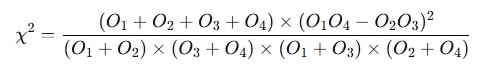 χ² = (O₁ + O₂ + O₃ + O₄) × (O₁O₄ − O₂O₃)² / (O₁ + O₂) × (O₃ + O₄) × (O₁ + O₃) × (O₂ + O₄)